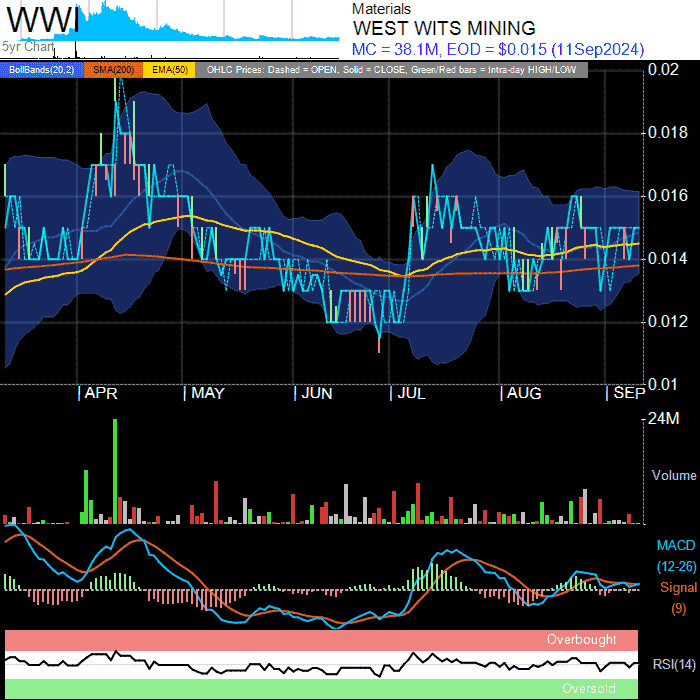 WWI
5yr Chart
Materials
WEST WITS MINING
MC = 38.1M, EOD = $0.015 (11Sep2024)
BollBands(20,2) SMA(200) EMA(50) OHLC Prices: Dashed = OPEN, Solid = CLOSE, Green/Red bars = Intra-day HIGH/LOW
0.02
0.018
0.016
0.014
0.012
0.01
APR MAY JUN JUL AUG SEP
24M
Volume
MACD
(12-26)
Signal
(9)
Overbought
RSI(14)
Oversold